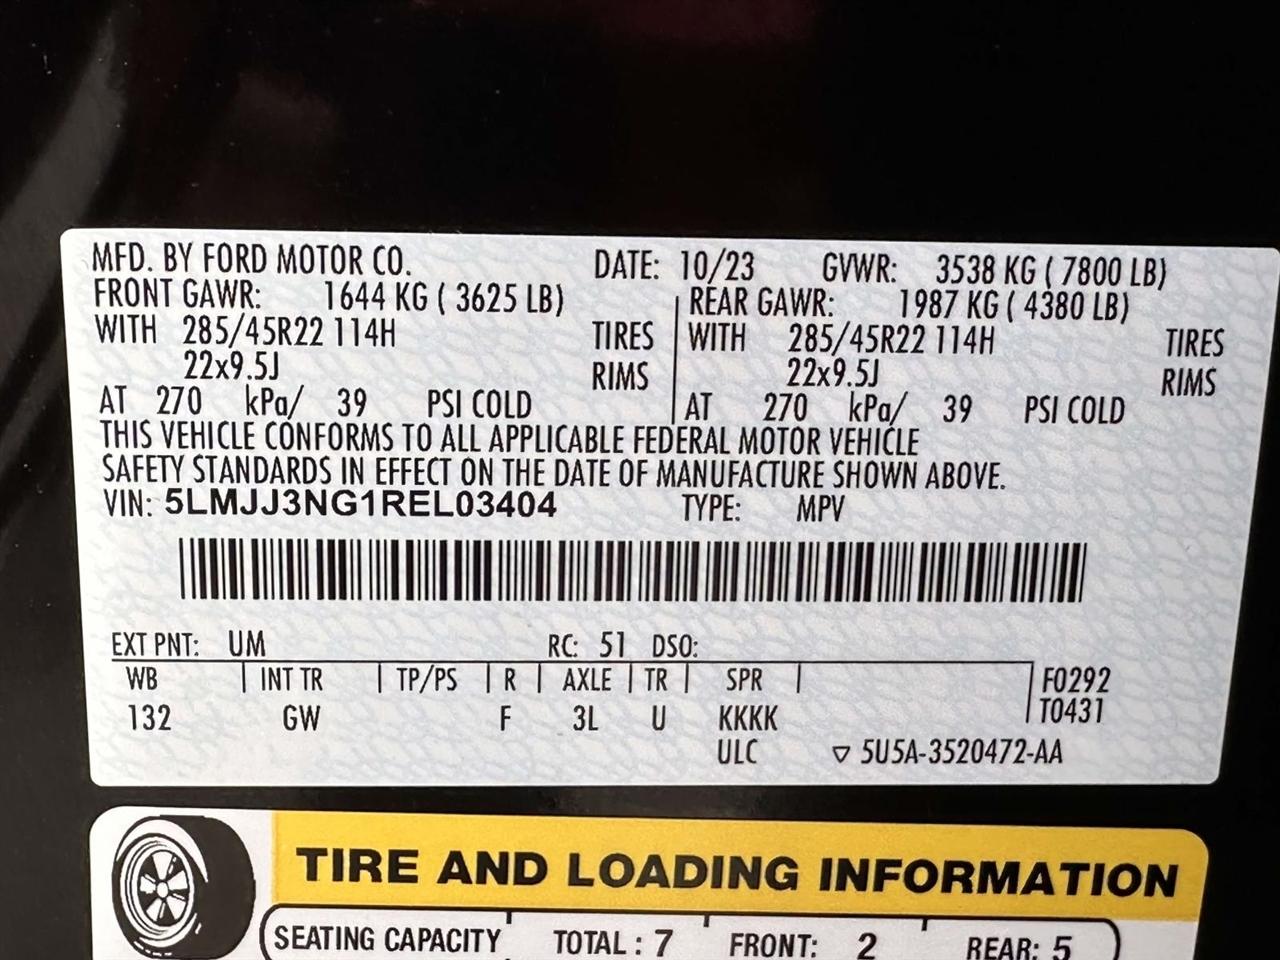 MFD. BY FORD MOTOR CO. DATE: 10/23 GVWR: 3538 KG ( 7800 LB)
FRONT GAWR: 1644 KG ( 3625 LB) REAR GAWR: 1987 KG ( 4380 LB)
WITH 285/45R22 114H TIRES WITH 285/45R22 114H TIRES
22x9.5J RIMS 22x9.5J RIMS
AT 270 kPa/ 39 PSI COLD AT 270 kPa/ 39 PSI COLD
THIS VEHICLE CONFORMS TO ALL APPLICABLE FEDERAL MOTOR VEHICLE
SAFETY STANDARDS IN EFFECT ON THE DATE OF MANUFACTURE SHOWN ABOVE.
VIN: 5LMJJ3NG1REL03404 TYPE: MPV
EXT PNT: UM RC: 51 DSO:
WB INT TR TP/PS R AXLE TR SPR F0292
132 GW F 3L U KKKK T0431
ULC ▽ 5U5A-3520472-AA
TIRE AND LOADING INFORMATION
SEATING CAPACITY TOTAL : 7 FRONT: 2 REAR: 5